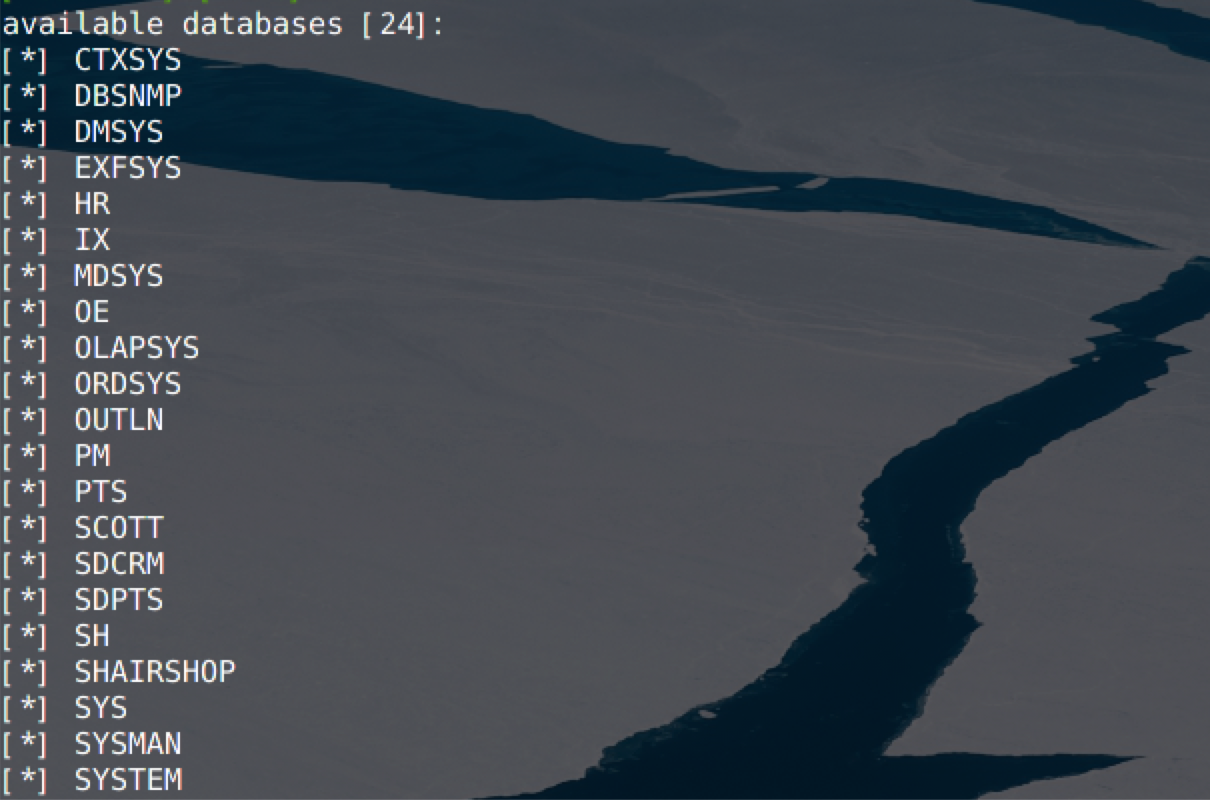 available databases [24]:
[*] CTXSYS
[*] DBSNMP
[*] DMSYS
[*] EXFSYS
[*] HR
[*] IX
[*] MDSYS
[*] OE
[*] OLAPSYS
[*] ORDSYS
[*] OUTLN
[*] PM
[*] PTS
[*] SCOTT
[*] SDCRM
[*] SDPTS
[*] SH
[*] SHAIRSHOP
[*] SYS
[*] SYSMAN
[*] SYSTEM